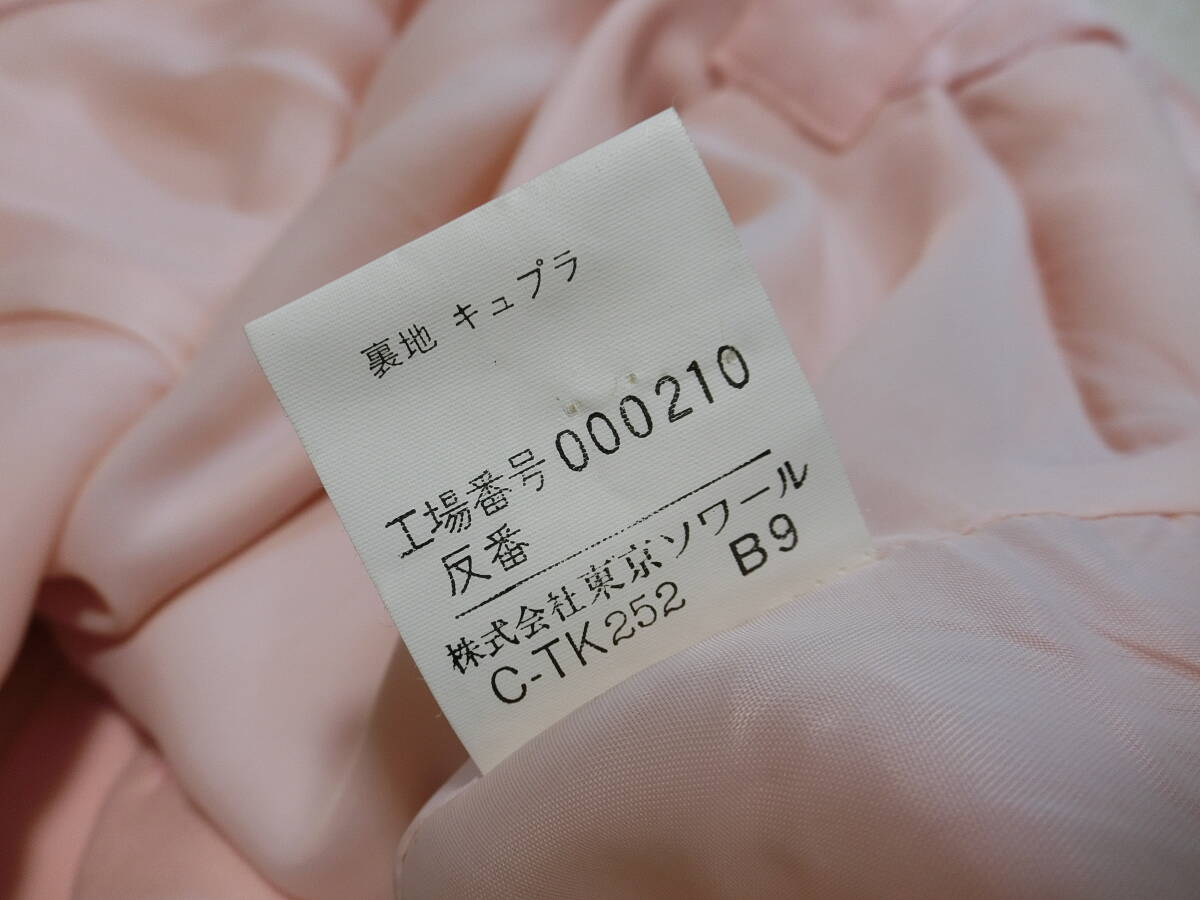 裏地 キュプラ
工場番号 000210
反番
株式会社東京ソワール
C-TK252 B9